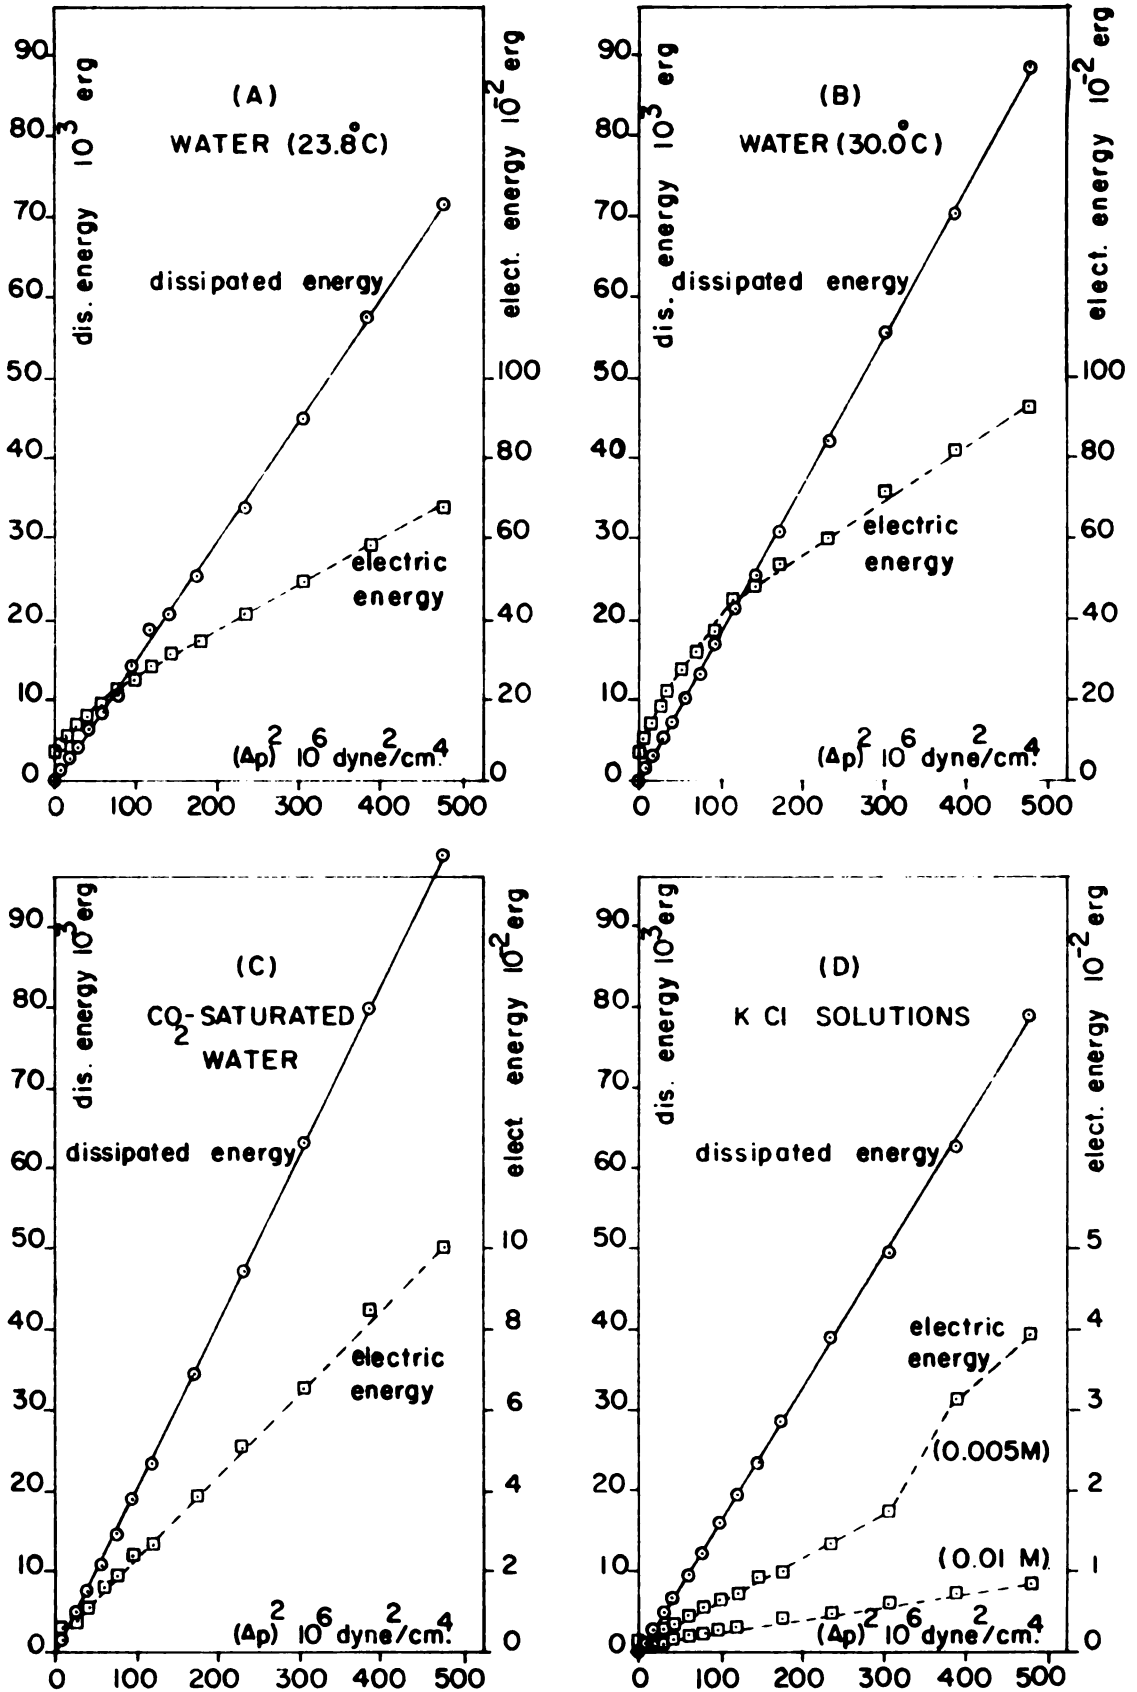 (A)
WATER (23.8°C)
dis. energy 10³ erg
elect. energy 10⁻² erg
dissipated energy
electric
energy
(Δp)² 10⁶ dyne²/cm.⁴
90
80
70
60
50
40
30
20
10
0
100
80
60
40
20
0
0 100 200 300 400 500
(B)
WATER (30.0°C)
dis. energy 10³ erg
elect. energy 10⁻² erg
dissipated energy
electric
energy
(Δp)² 10⁶ dyne²/cm.⁴
90
80
70
60
50
40
30
20
10
0
100
80
60
40
20
0
0 100 200 300 400 500
(C)
CO₂-SATURATED
WATER
dis. energy 10³ erg
elect. energy 10⁻² erg
dissipated energy
electric
energy
(Δp)² 10⁶ dyne²/cm.⁴
90
80
70
60
50
40
30
20
10
0
10
8
6
4
2
0
0 100 200 300 400 500
(D)
K Cl SOLUTIONS
dis. energy 10³ erg
elect. energy 10⁻² erg
dissipated energy
electric
energy
(0.005M)
(0.01 M)
(Δp)² 10⁶ dyne²/cm.⁴
90
80
70
60
50
40
30
20
10
0
5
4
3
2
1
0
0 100 200 300 400 500